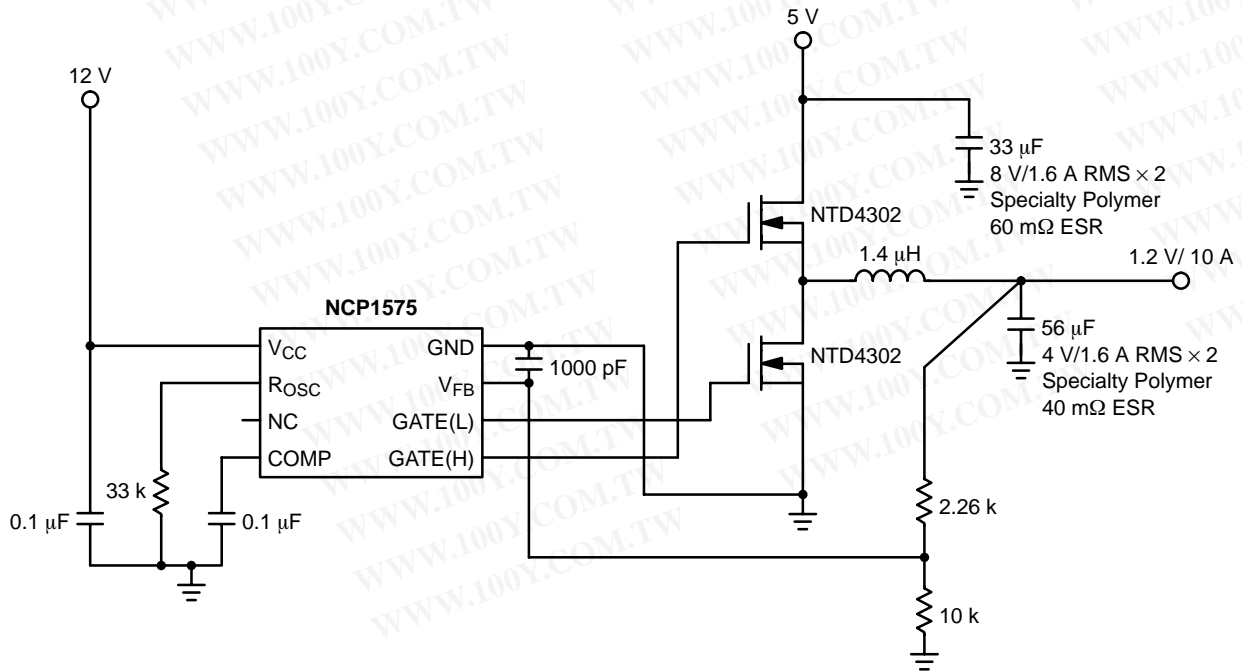 5 V
12 V
33 μF
8 V/1.6 A RMS × 2
Specialty Polymer
60 mΩ ESR
NTD4302
1.4 μH
1.2 V/ 10 A
NCP1575
VCC
GND
1000 pF
ROSC
VFB
NC
GATE(L)
COMP
GATE(H)
NTD4302
56 μF
4 V/1.6 A RMS × 2
Specialty Polymer
40 mΩ ESR
33 k
0.1 μF
0.1 μF
2.26 k
10 k
WWW.100Y.COM.TW